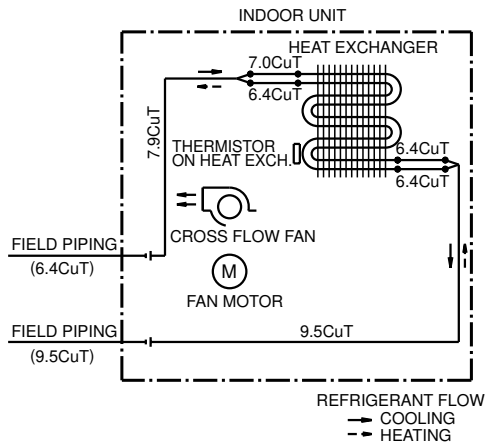 INDOOR UNIT
HEAT EXCHANGER
7.0CuT
6.4CuT
7.9CuT
THERMISTOR
ON HEAT EXCH.
6.4CuT
6.4CuT
CROSS FLOW FAN
FIELD PIPING
(6.4CuT)
M
FAN MOTOR
FIELD PIPING
(9.5CuT)
9.5CuT
REFRIGERANT FLOW
COOLING
HEATING